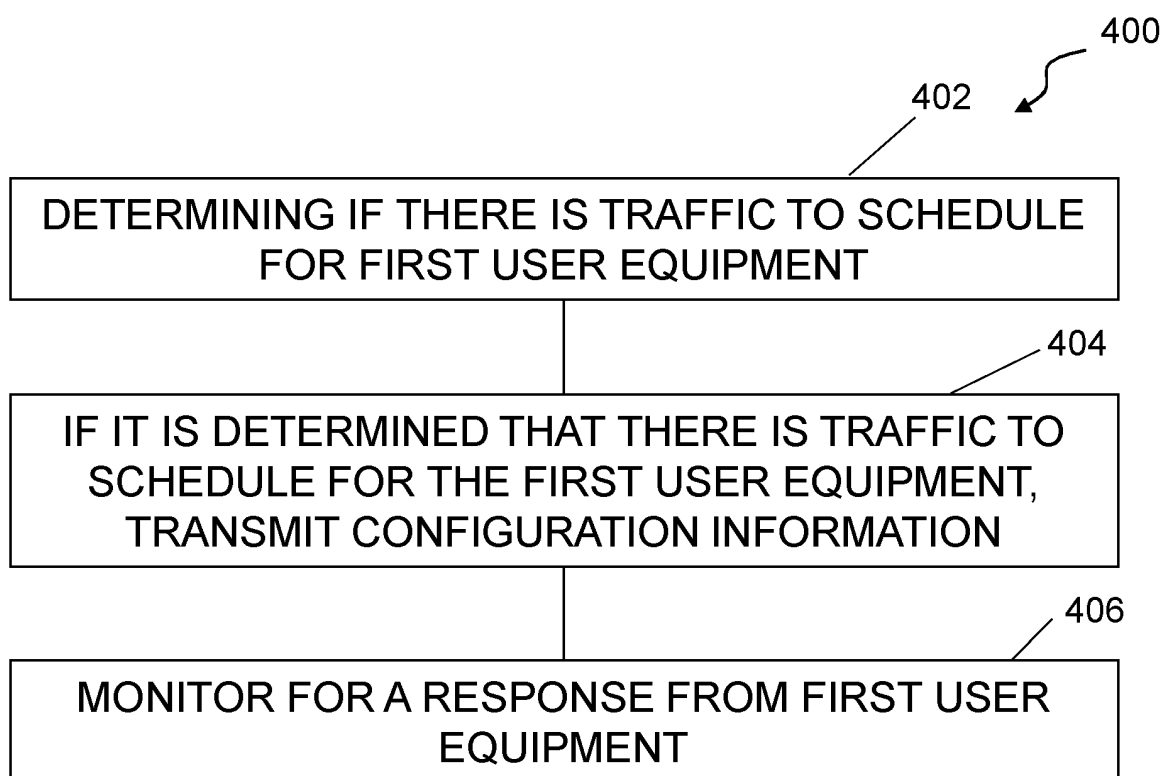 400
402
DETERMINING IF THERE IS TRAFFIC TO SCHEDULE
FOR FIRST USER EQUIPMENT
404
IF IT IS DETERMINED THAT THERE IS TRAFFIC TO
SCHEDULE FOR THE FIRST USER EQUIPMENT,
TRANSMIT CONFIGURATION INFORMATION
406
MONITOR FOR A RESPONSE FROM FIRST USER
EQUIPMENT